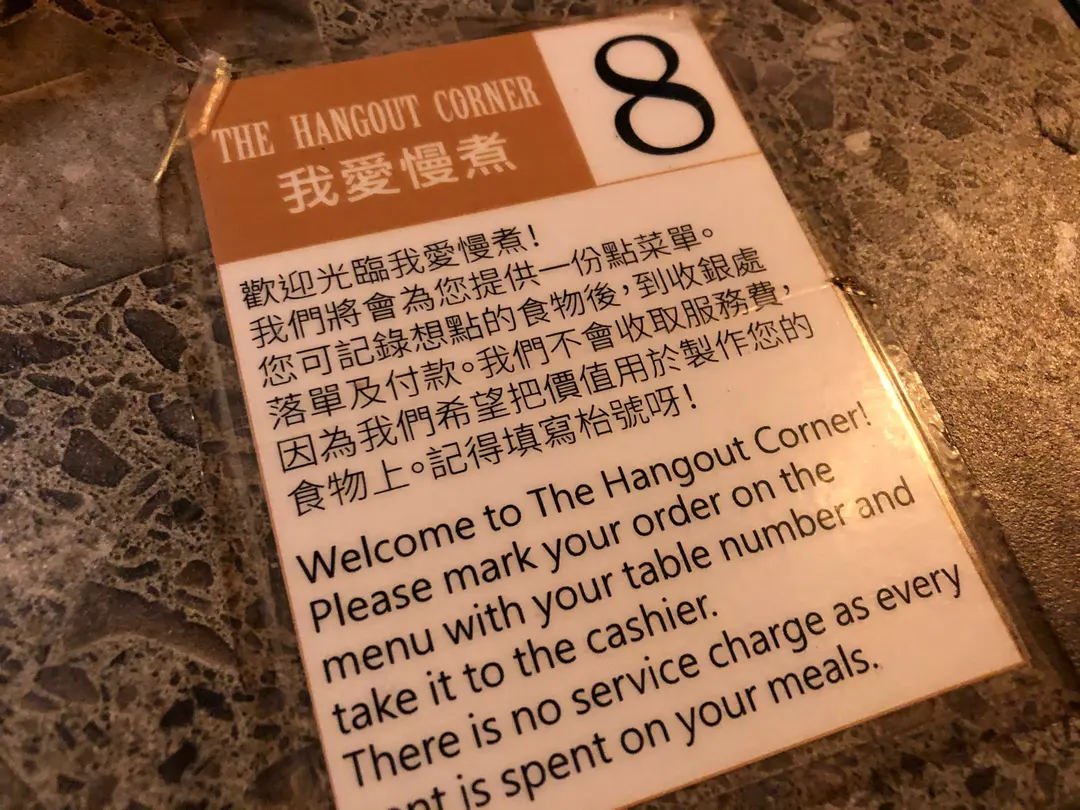 THE HANGOUT CORNER
我愛慢煮
8
歡迎光臨我愛慢煮!
我們將會為您提供一份點菜單。
您可記錄想點的食物後,到收銀處
落單及付款。我們不會收取服務費,
因為我們希望把價值用於製作您的
食物上。記得填寫枱號呀!
Welcome to The Hangout Corner!
Please mark your order on the
menu with your table number and
take it to the cashier.
There is no service charge as every
is spent on your meals.